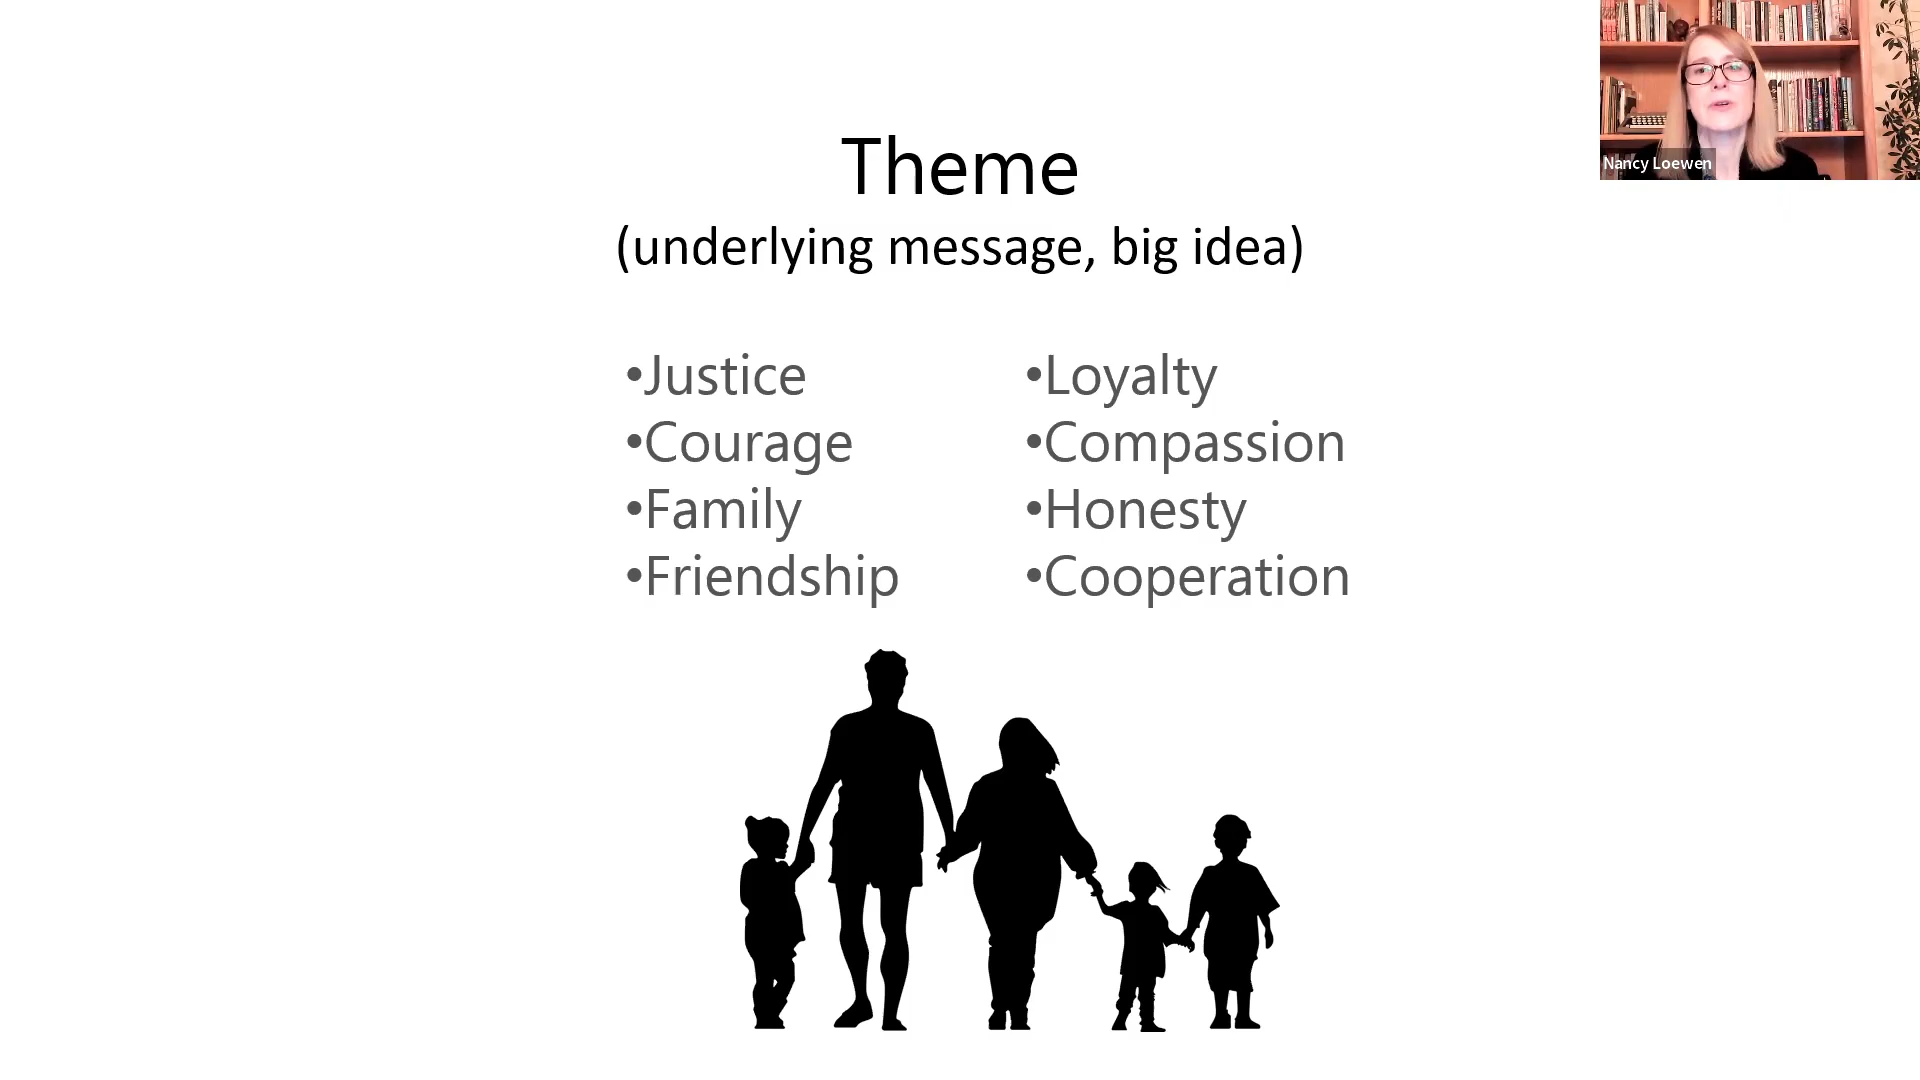 Theme
(underlying message, big idea)
•Justice
•Courage
•Family
•Friendship
•Loyalty
•Compassion
•Honesty
•Cooperation
Nancy Loewen